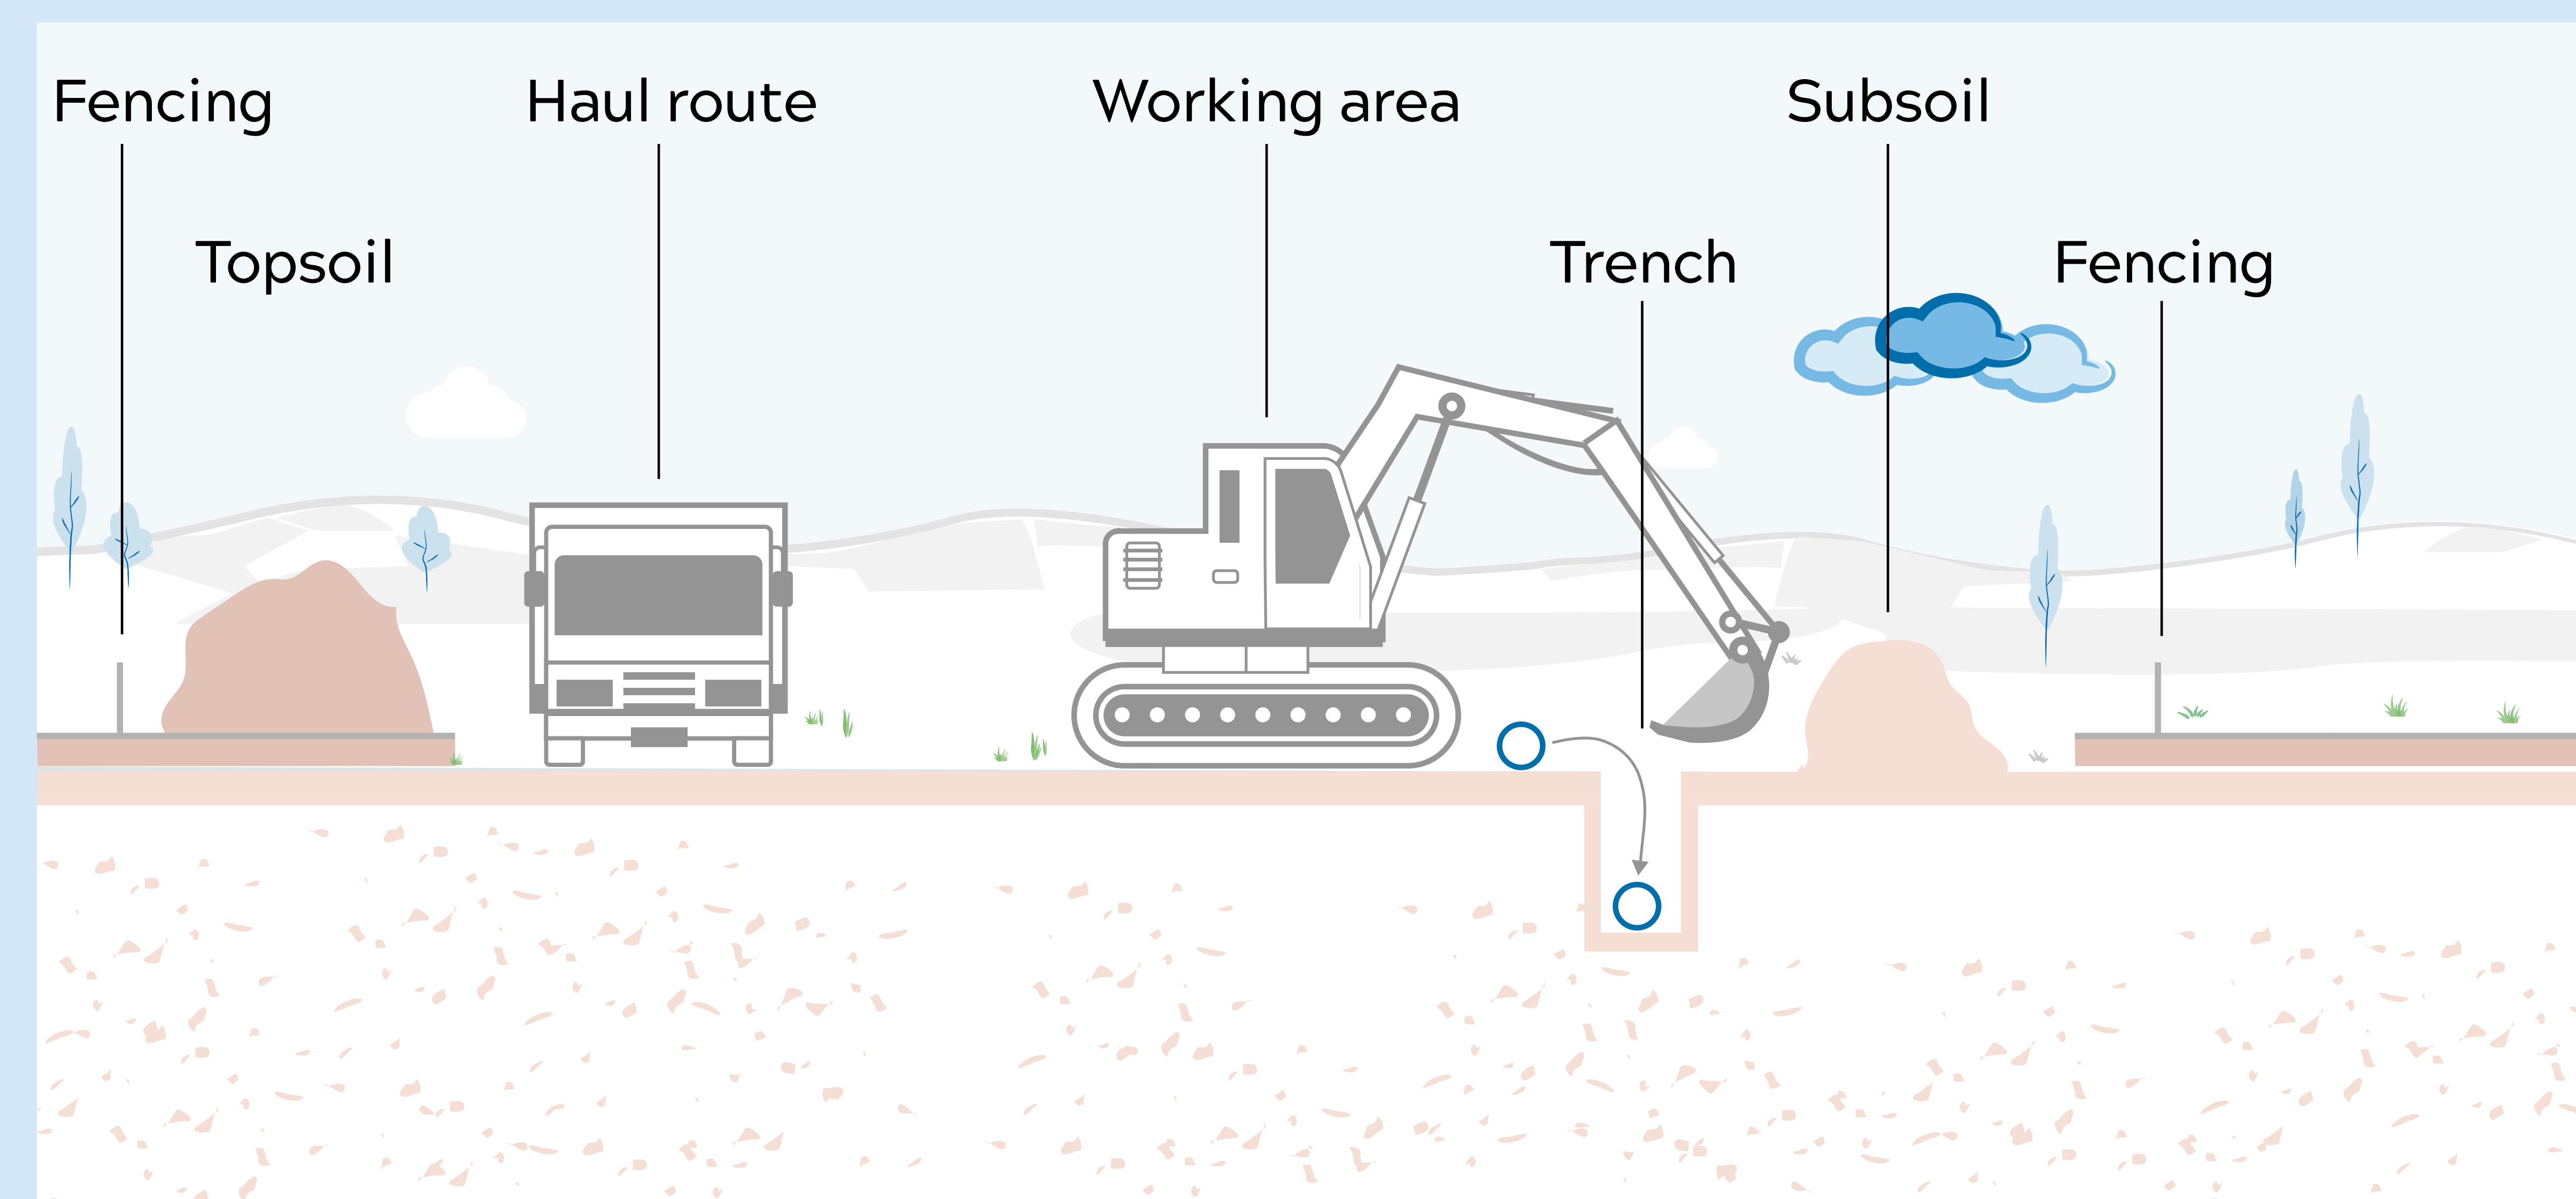 Fencing
Haul route
Working area
Subsoil
Topsoil
Trench
Fencing